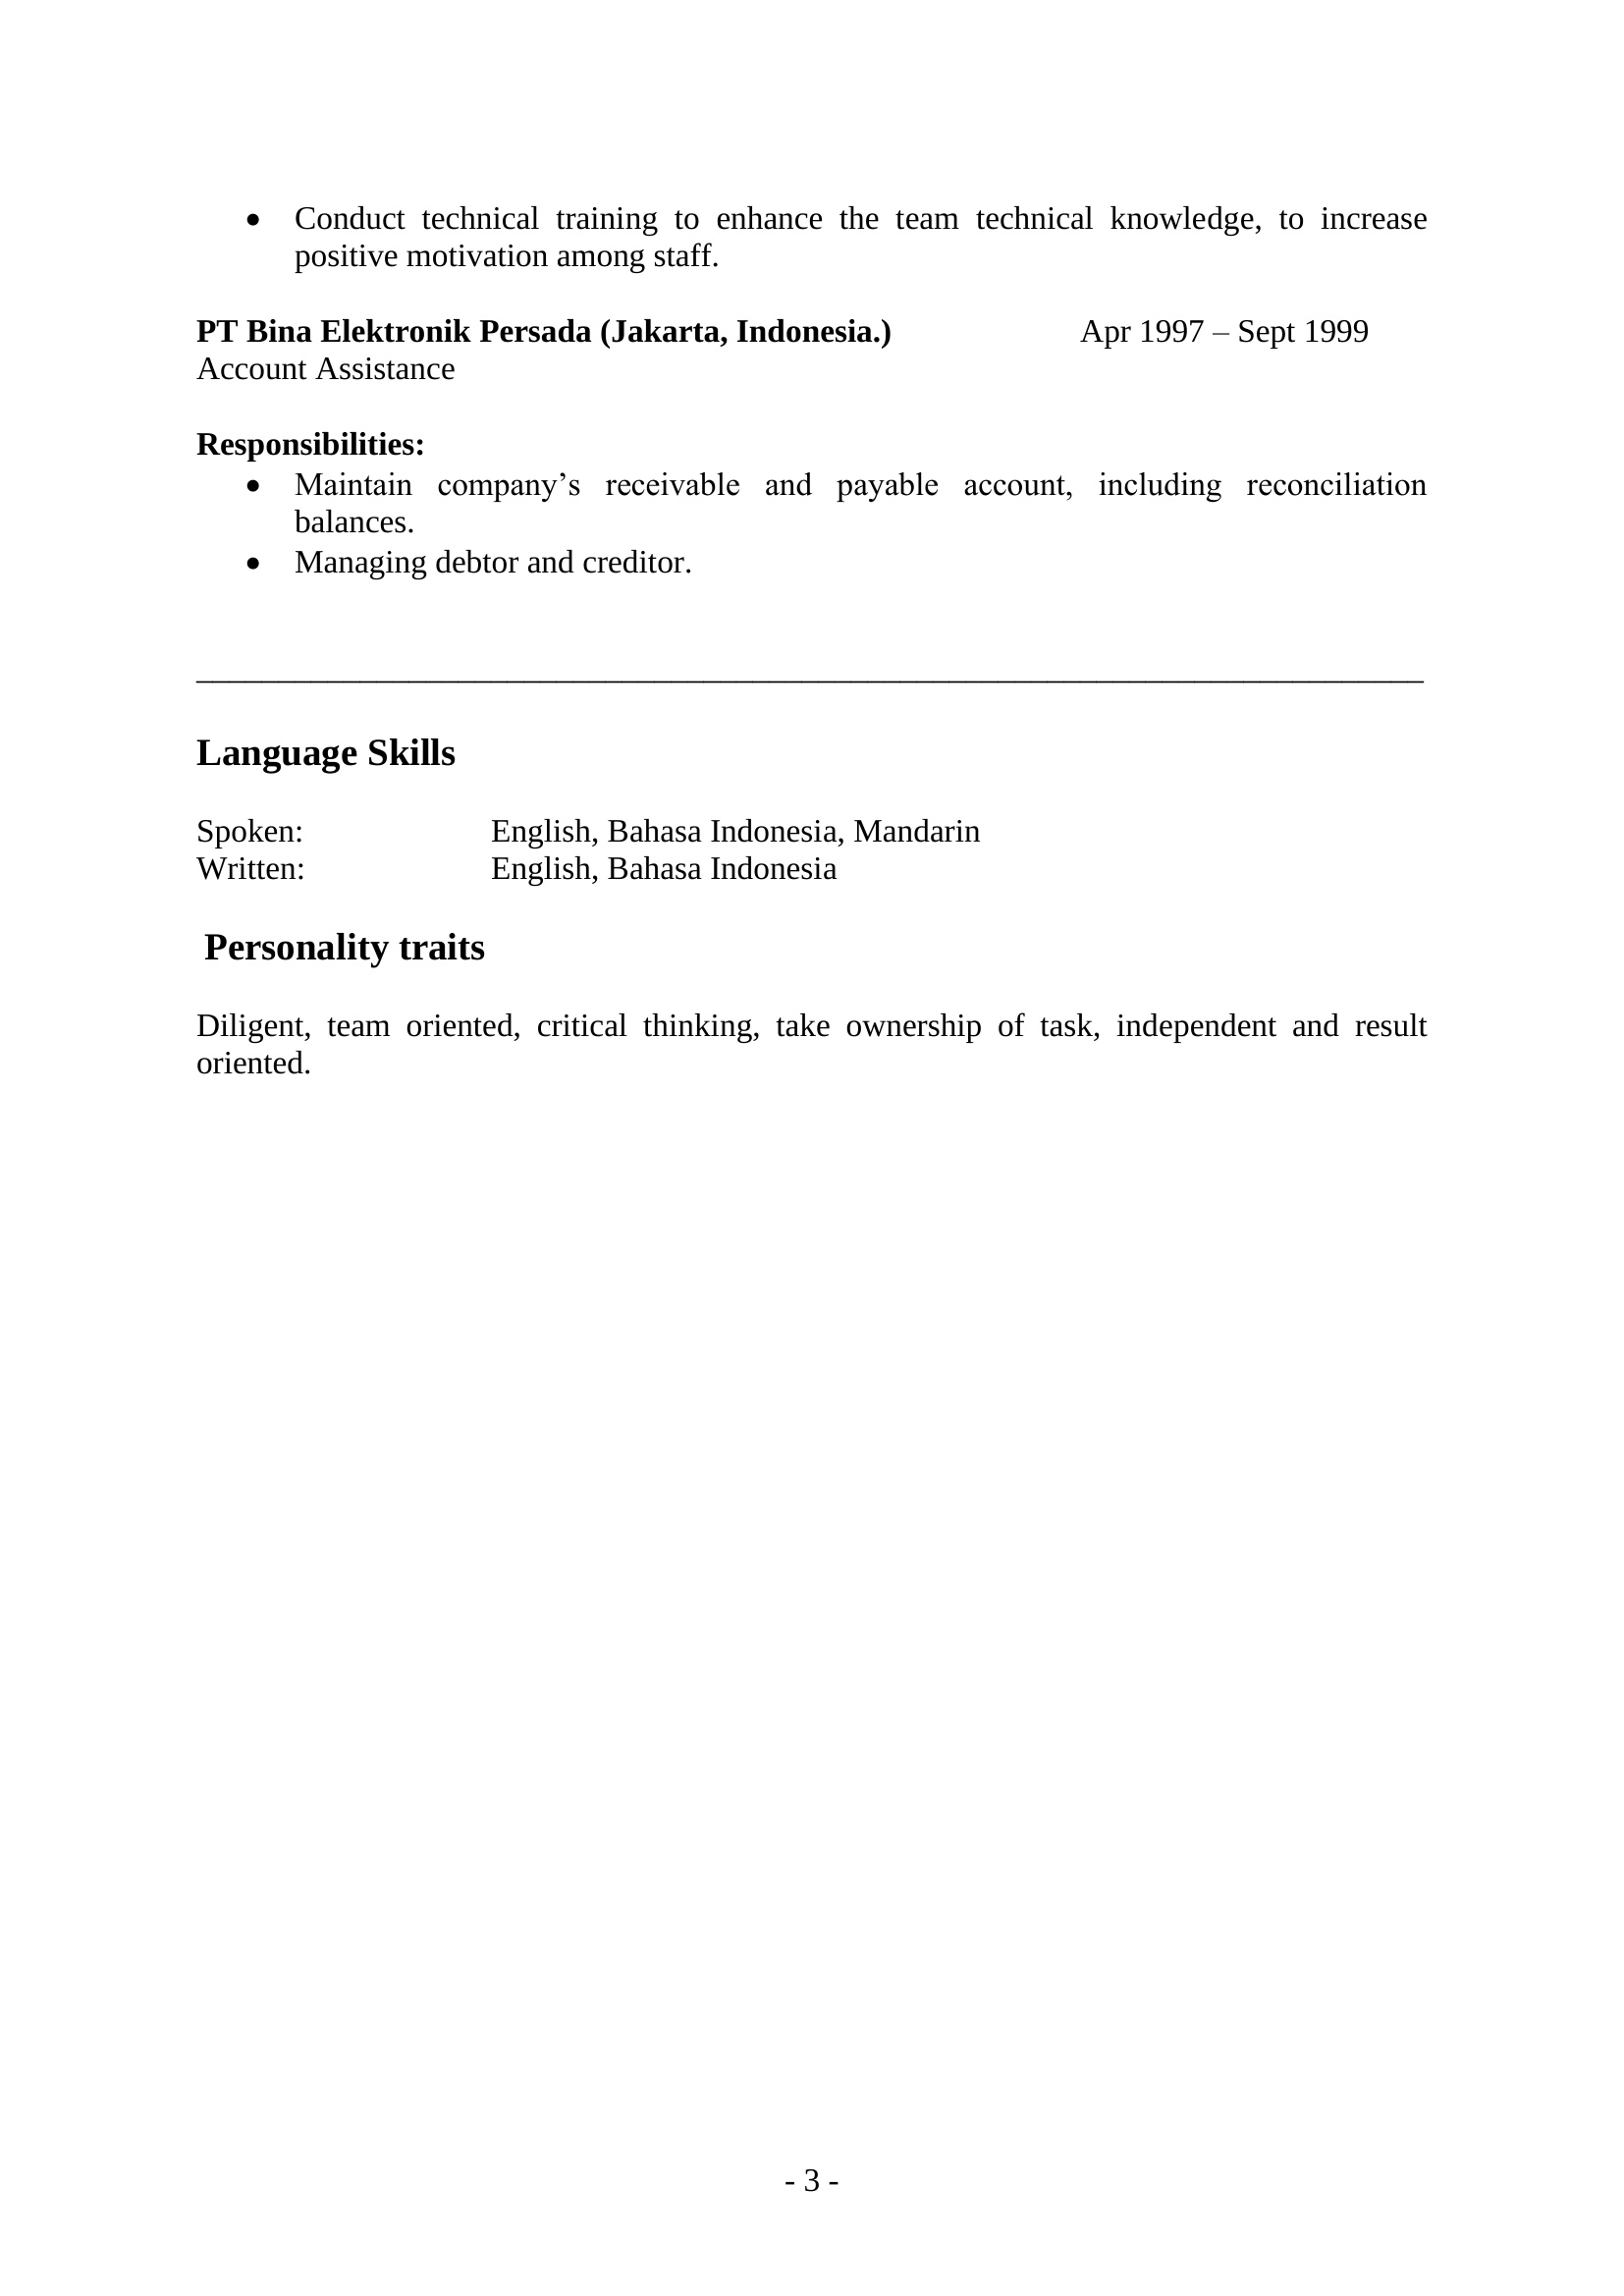 • Conduct technical training to enhance the team technical knowledge, to increase
positive motivation among staff.
PT Bina Elektronik Persada (Jakarta, Indonesia.) Apr 1997 – Sept 1999
Account Assistance
Responsibilities:
• Maintain company’s receivable and payable account, including reconciliation
balances.
• Managing debtor and creditor.
Language Skills
Spoken: English, Bahasa Indonesia, Mandarin
Written: English, Bahasa Indonesia
Personality traits
Diligent, team oriented, critical thinking, take ownership of task, independent and result
oriented.
- 3 -